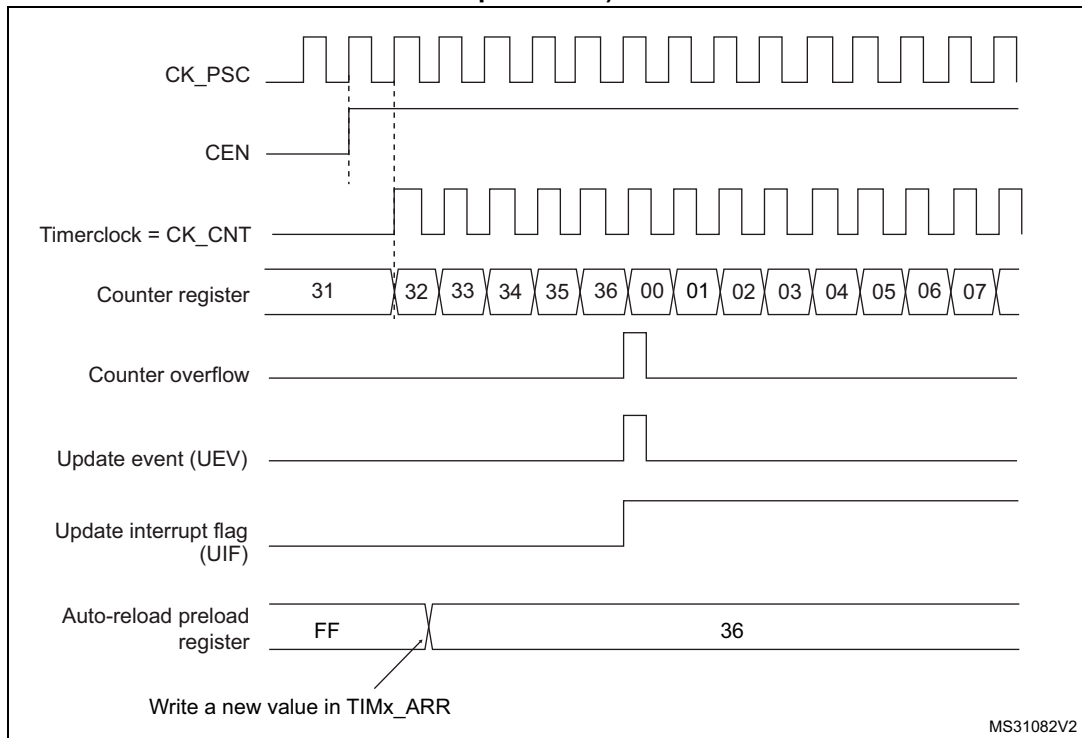 CK_PSC
CEN
Timerclock = CK_CNT
Counter register 31 32 33 34 35 36 00 01 02 03 04 05 06 07
Counter overflow
Update event (UEV)
Update interrupt flag
(UIF)
Auto-reload preload
register FF 36
Write a new value in TIMx_ARR
MS31082V2